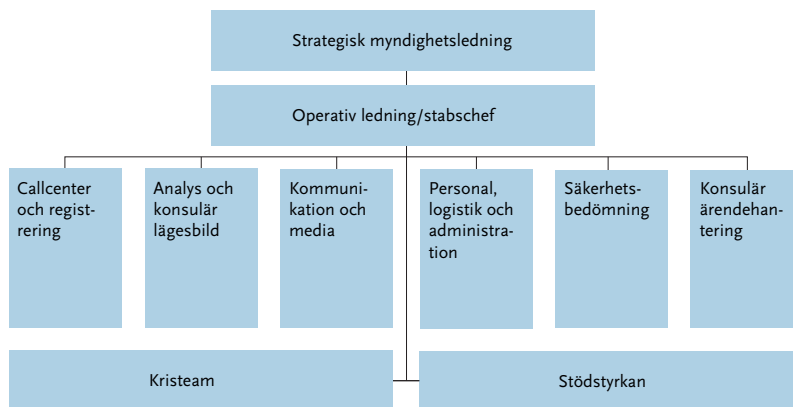 Strategisk myndighetsledning
Operativ ledning/stabschef
Callcenter
och regist-
rering
Analys och
konsulär
lägesbild
Kommuni-
kation och
media
Personal,
logistik och
administra-
tion
Säkerhets-
bedömning
Konsulär
ärendehan-
tering
Kristeam
Stödstyrkan